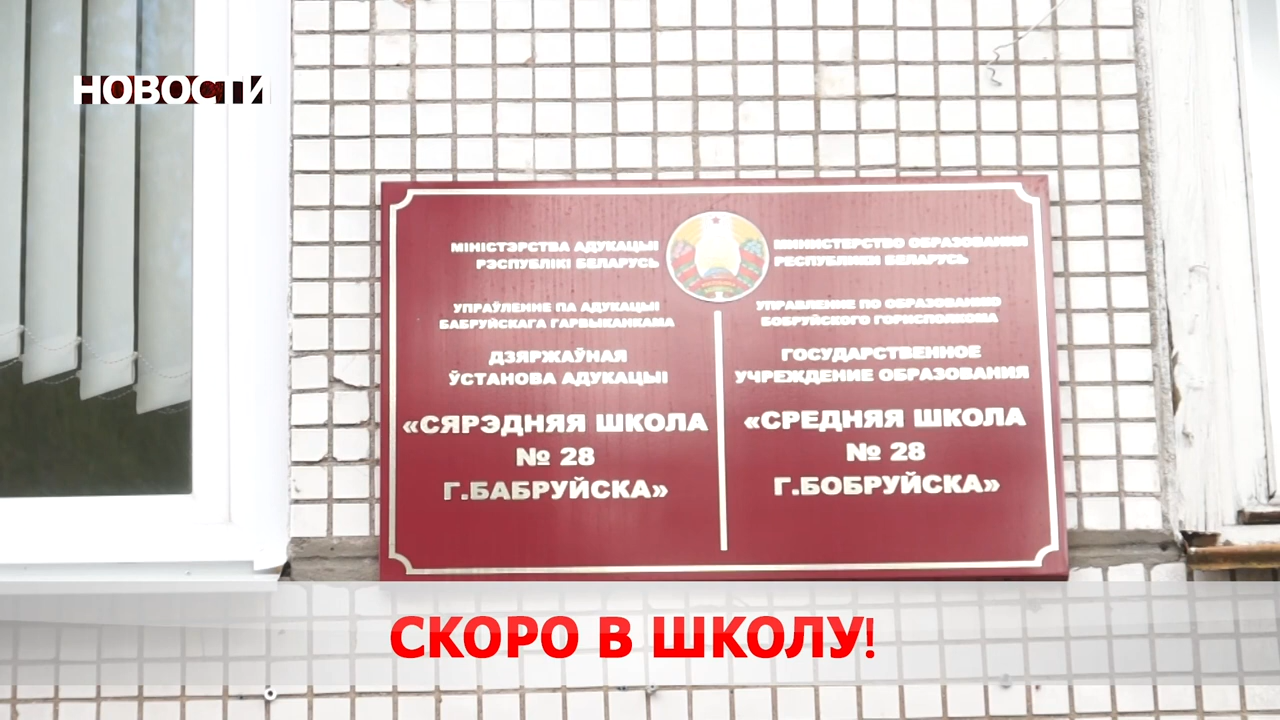 НОВОСТИ
МІНІСТЭРСТВА АДУКАЦЫІ
РЭСПУБЛІКІ БЕЛАРУСЬ
УПРАЎЛЕННЕ ПА АДУКАЦЫІ
БАБРУЙСКАГА ГАРВЫКАНКАМА
ДЗЯРЖАЎНАЯ
ЎСТАНОВА АДУКАЦЫІ
«СЯРЭДНЯЯ ШКОЛА
№ 28
Г.БАБРУЙСКА»
МИНИСТЕРСТВО ОБРАЗОВАНИЯ
РЕСПУБЛИКИ БЕЛАРУСЬ
УПРАВЛЕНИЕ ПО ОБРАЗОВАНИЮ
БОБРУЙСКОГО ГОРИСПОЛКОМА
ГОСУДАРСТВЕННОЕ
УЧРЕЖДЕНИЕ ОБРАЗОВАНИЯ
«СРЕДНЯЯ ШКОЛА
№ 28
Г.БОБРУЙСКА»
СКОРО В ШКОЛУ!